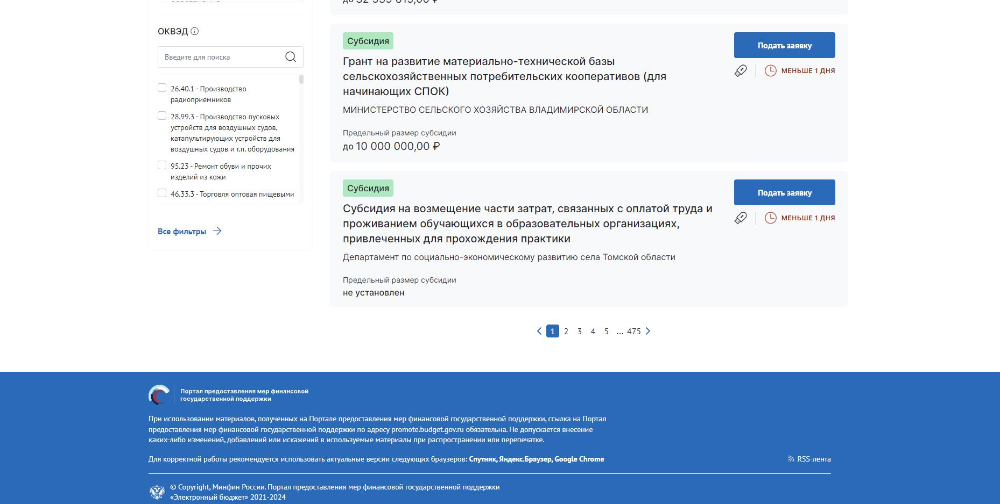 ОКВЭД
Введите для поиска
26.40.1 - Производство
радиоприемников
28.99.3 - Производство пусковых
устройств для воздушных судов,
катапультирующих устройств для
воздушных судов и т.п. оборудования
95.23 - Ремонт обуви и прочих
изделий из кожи
46.33.3 - Торговля оптовая пищевыми
Все фильтры
Субсидия
Подать заявку
МЕНЬШЕ 1 ДНЯ
Грант на развитие материально-технической базы
сельскохозяйственных потребительских кооперативов (для
начинающих СПОК)
МИНИСТЕРСТВО СЕЛЬСКОГО ХОЗЯЙСТВА ВЛАДИМИРСКОЙ ОБЛАСТИ
Предельный размер субсидии
до 10 000 000,00 ₽
Субсидия
Подать заявку
МЕНЬШЕ 1 ДНЯ
Субсидия на возмещение части затрат, связанных с оплатой труда и
проживанием обучающихся в образовательных организациях,
привлеченных для прохождения практики
Департамент по социально-экономическому развитию села Томской области
Предельный размер субсидии
не установлен
1 2 3 4 5 ... 475
Портал предоставления мер финансовой
государственной поддержки
При использовании материалов, полученных на Портале предоставления мер финансовой государственной поддержки, ссылка на Портал
предоставления мер финансовой государственной поддержки по адресу promote.budget.gov.ru обязательна. Не допускается внесение
каких-либо изменений, добавлений или искажений в используемые материалы при распространении или перепечатке.
Для корректной работы рекомендуется использовать актуальные версии следующих браузеров: Спутник, Яндекс.Браузер, Google Chrome
RSS-лента
© Copyright, Минфин России. Портал предоставления мер финансовой государственной поддержки
«Электронный бюджет» 2021-2024